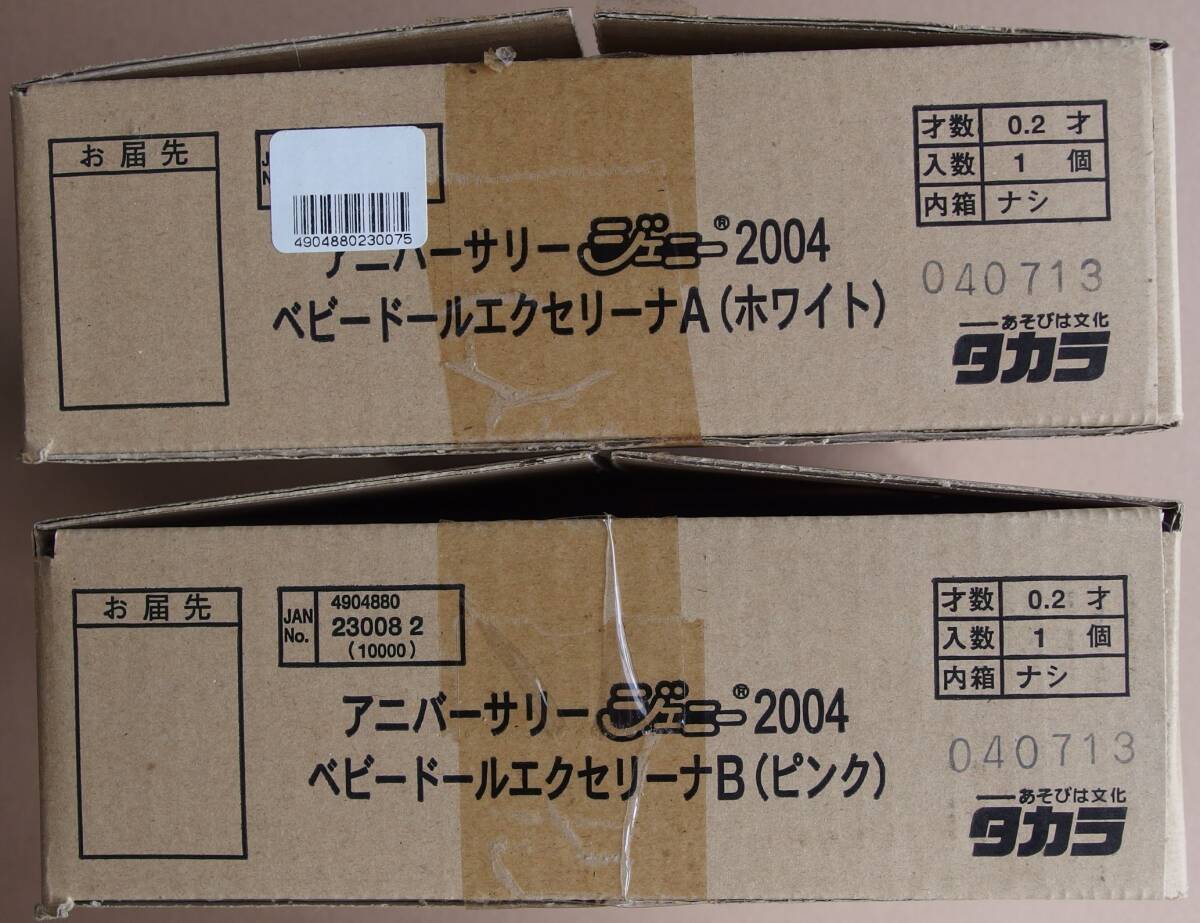 お届先
J
N
4904880230075
才数 0.2 才
入数 1 個
内箱 ナシ
アニバーサリー ジェニー® 2004
ベビードールエクセリーナA(ホワイト)
040713
あそびは文化
タカラ
お届先
JAN No.
4904880
23008 2
(10000)
才数 0.2 才
入数 1 個
内箱 ナシ
アニバーサリー ジェニー® 2004
ベビードールエクセリーナB(ピンク)
040713
あそびは文化
タカラ